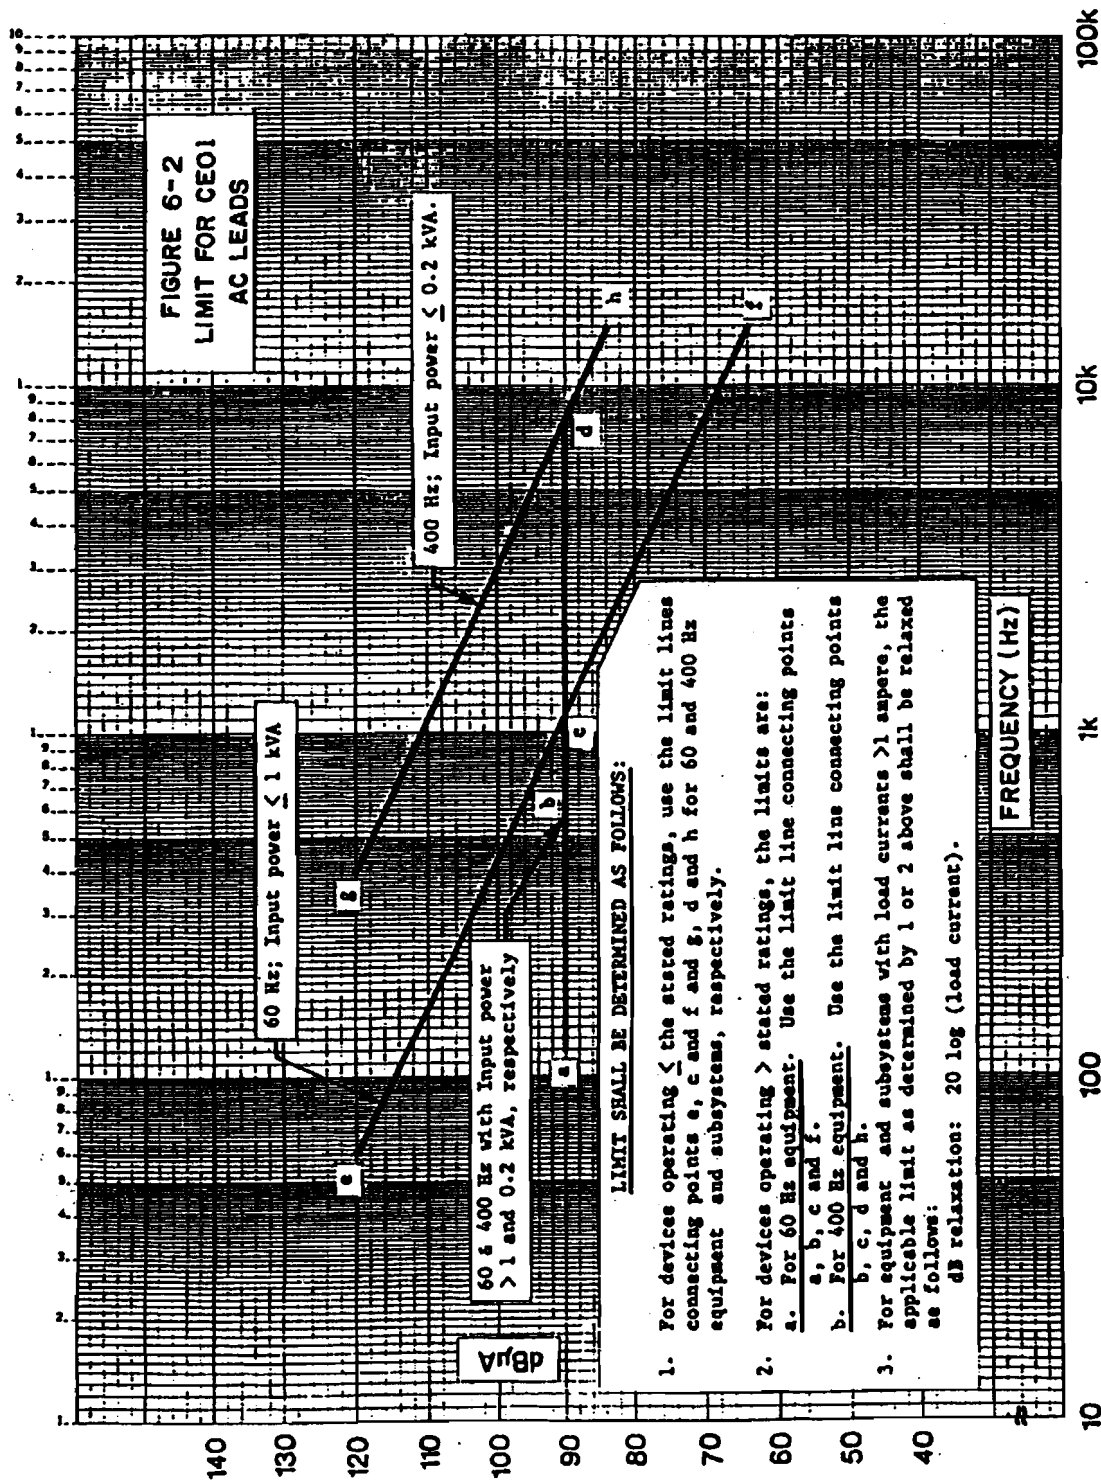 FIGURE 6-2
LIMIT FOR CE01
AC LEADS
60 Hz; Input power ≤ 1 kVA
400 Hz; Input power ≤ 0.2 kVA.
60 & 400 Hz with Input power
> 1 and 0.2 kVA, respectively
e
g
a
b
c
d
h
f
dBµA
140
130
120
110
100
90
80
70
60
50
40
LIMIT SHALL BE DETERMINED AS FOLLOWS:
1. For devices operating ≤ the stated ratings, use the limit lines
connecting points e, c and f and g, d and h for 60 and 400 Hz
equipment and subsystems, respectively.
2. For devices operating > stated ratings, the limits are:
a. For 60 Hz equipment. Use the limit line connecting points
a, b, c and f.
b. For 400 Hz equipment. Use the limit line connecting points
b, c, d and h.
3. For equipment and subsystems with load currents >1 ampere, the
applicable limit as determined by 1 or 2 above shall be relaxed
as follows:
dB relaxation: 20 log (load current).
FREQUENCY (Hz)
10
100
1k
10k
100k